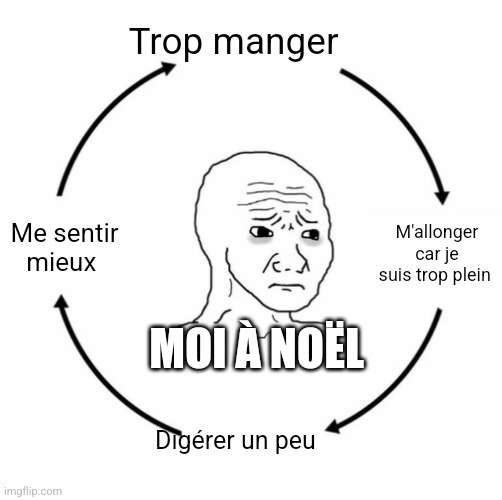 Trop manger
Me sentir
mieux
M'allonger
car je
suis trop plein
MOI À NOËL
Digérer un peu
imgflip.com